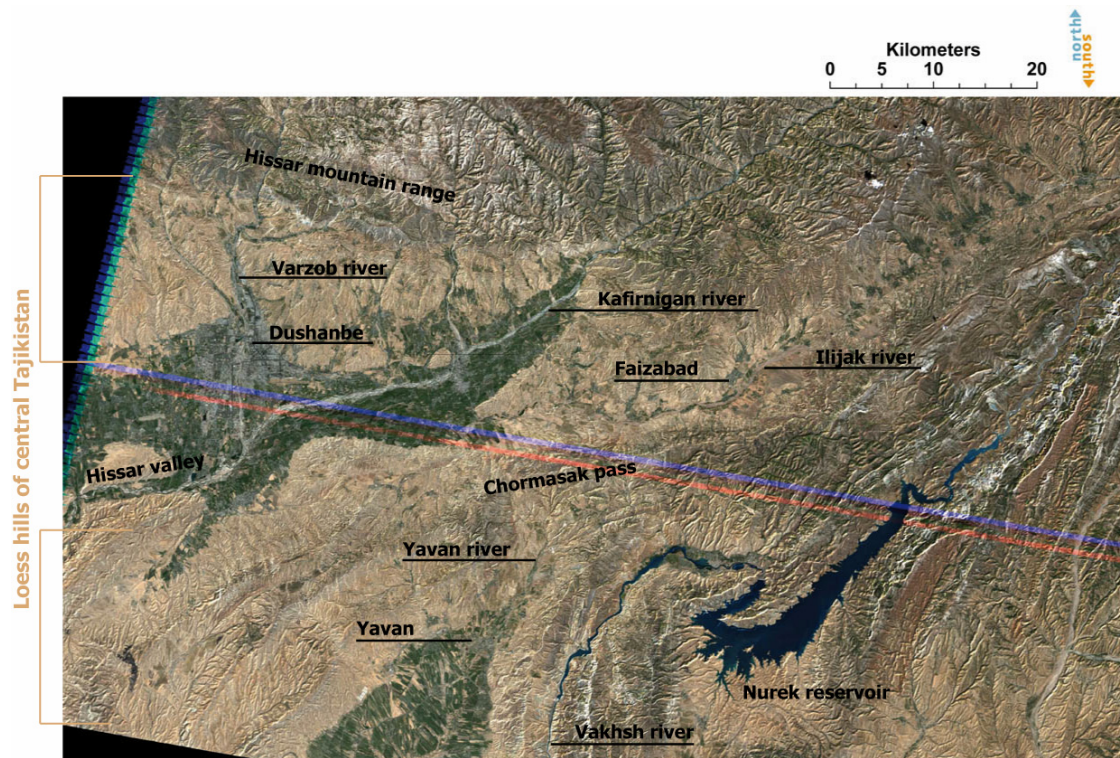 north
south
Kilometers
0 5 10 20
Hissar mountain range
Varzob river
Kafirnigan river
Dushanbe
Ilijak river
Faizabad
Hissar valley
Chormasak pass
Yavan river
Yavan
Nurek reservoir
Vakhsh river
Loess hills of central Tajikistan